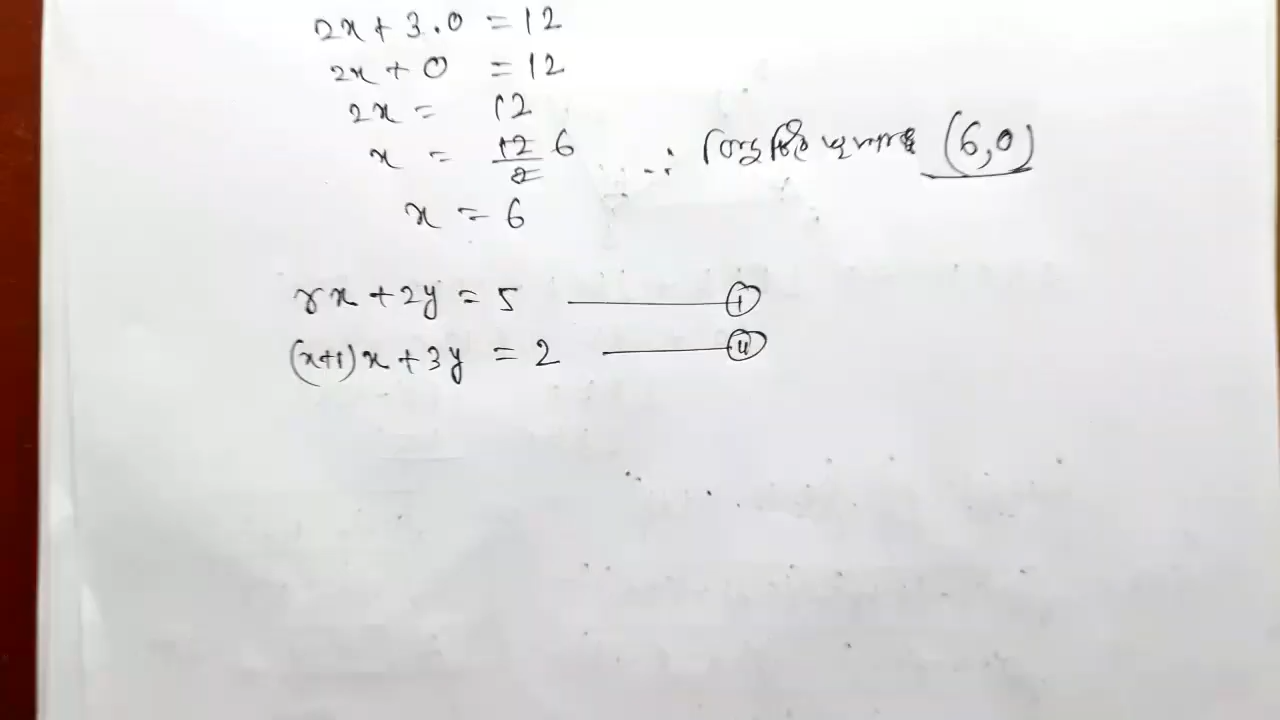 2x + 3.0 = 12
2x + 0 = 12
2x = 12
x = 12/2 6
∴ বিন্দুটির স্থানাঙ্ক (6,0)
x = 6
rx + 2y = 5 ——— (i)
(r+1)x + 3y = 2 ——— (ii)